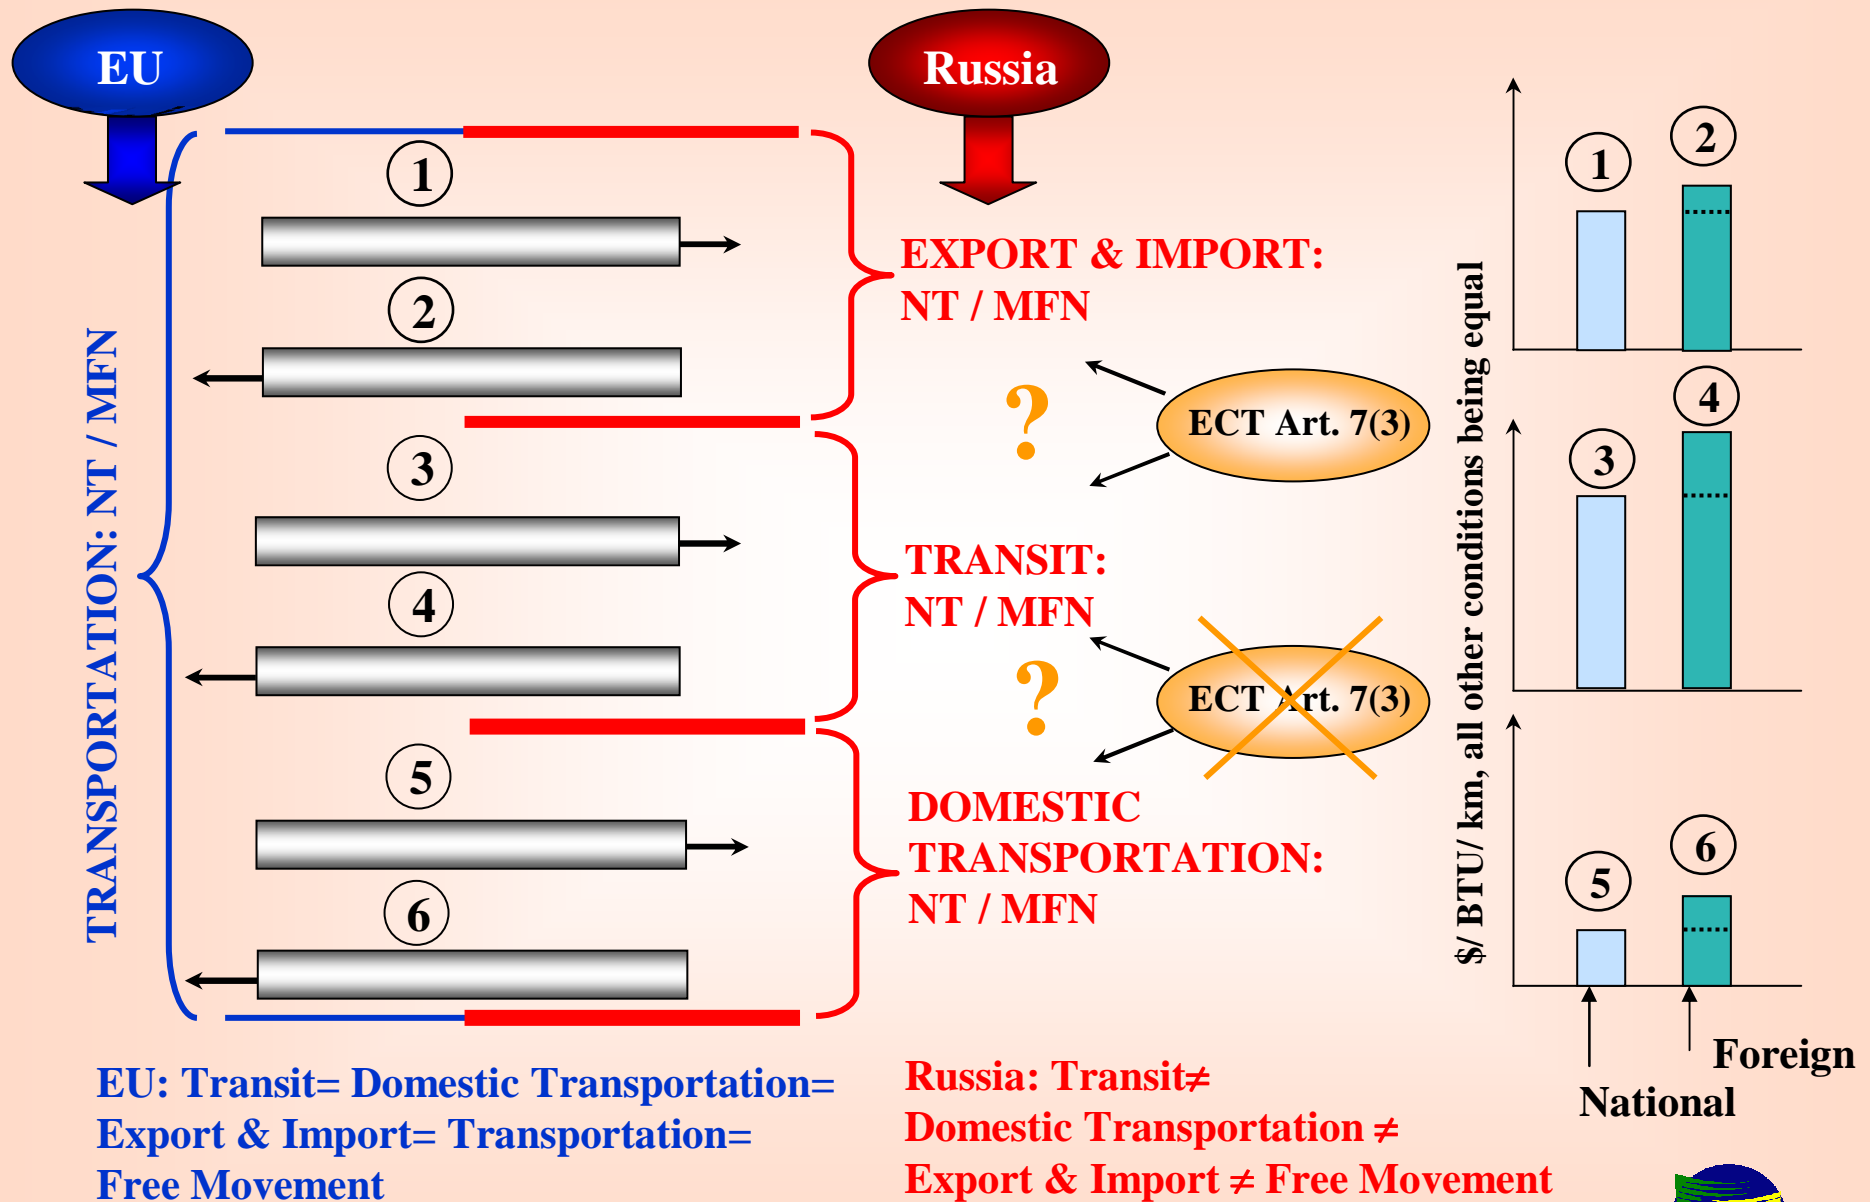 EU
Russia
TRANSPORTATION: NT / MFN
1
2
3
4
5
6
EXPORT & IMPORT:
NT / MFN
?
ECT Art. 7(3)
TRANSIT:
NT / MFN
?
ECT Art. 7(3)
DOMESTIC
TRANSPORTATION:
NT / MFN
$/ BTU/ km, all other conditions being equal
1
2
3
4
5
6
Foreign
National
EU: Transit= Domestic Transportation=
Export & Import= Transportation=
Free Movement
Russia: Transit≠
Domestic Transportation ≠
Export & Import ≠ Free Movement